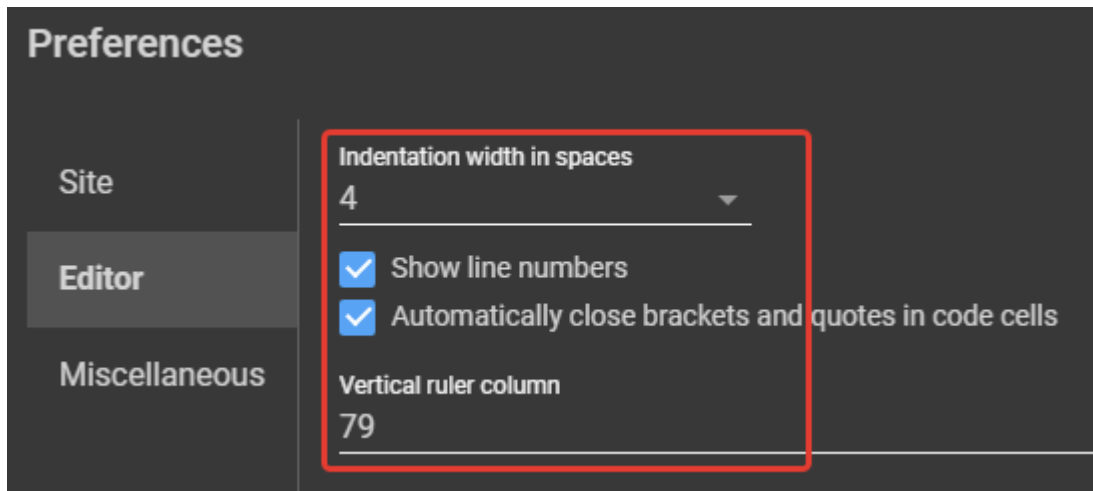 Preferences
Site
Editor
Miscellaneous
Indentation width in spaces
4
Show line numbers
Automatically close brackets and quotes in code cells
Vertical ruler column
79